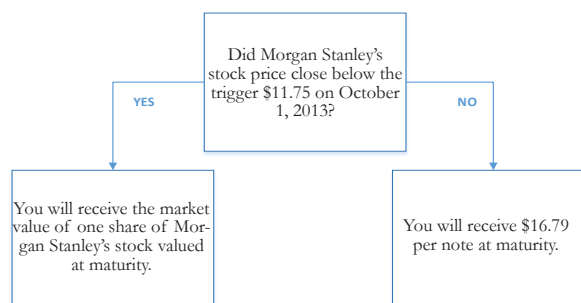 Did Morgan Stanley's
stock price close below the
trigger $11.75 on October
1, 2013?
YES
NO
You will receive the market
value of one share of Mor-
gan Stanley's stock valued
at maturity.
You will receive $16.79
per note at maturity.